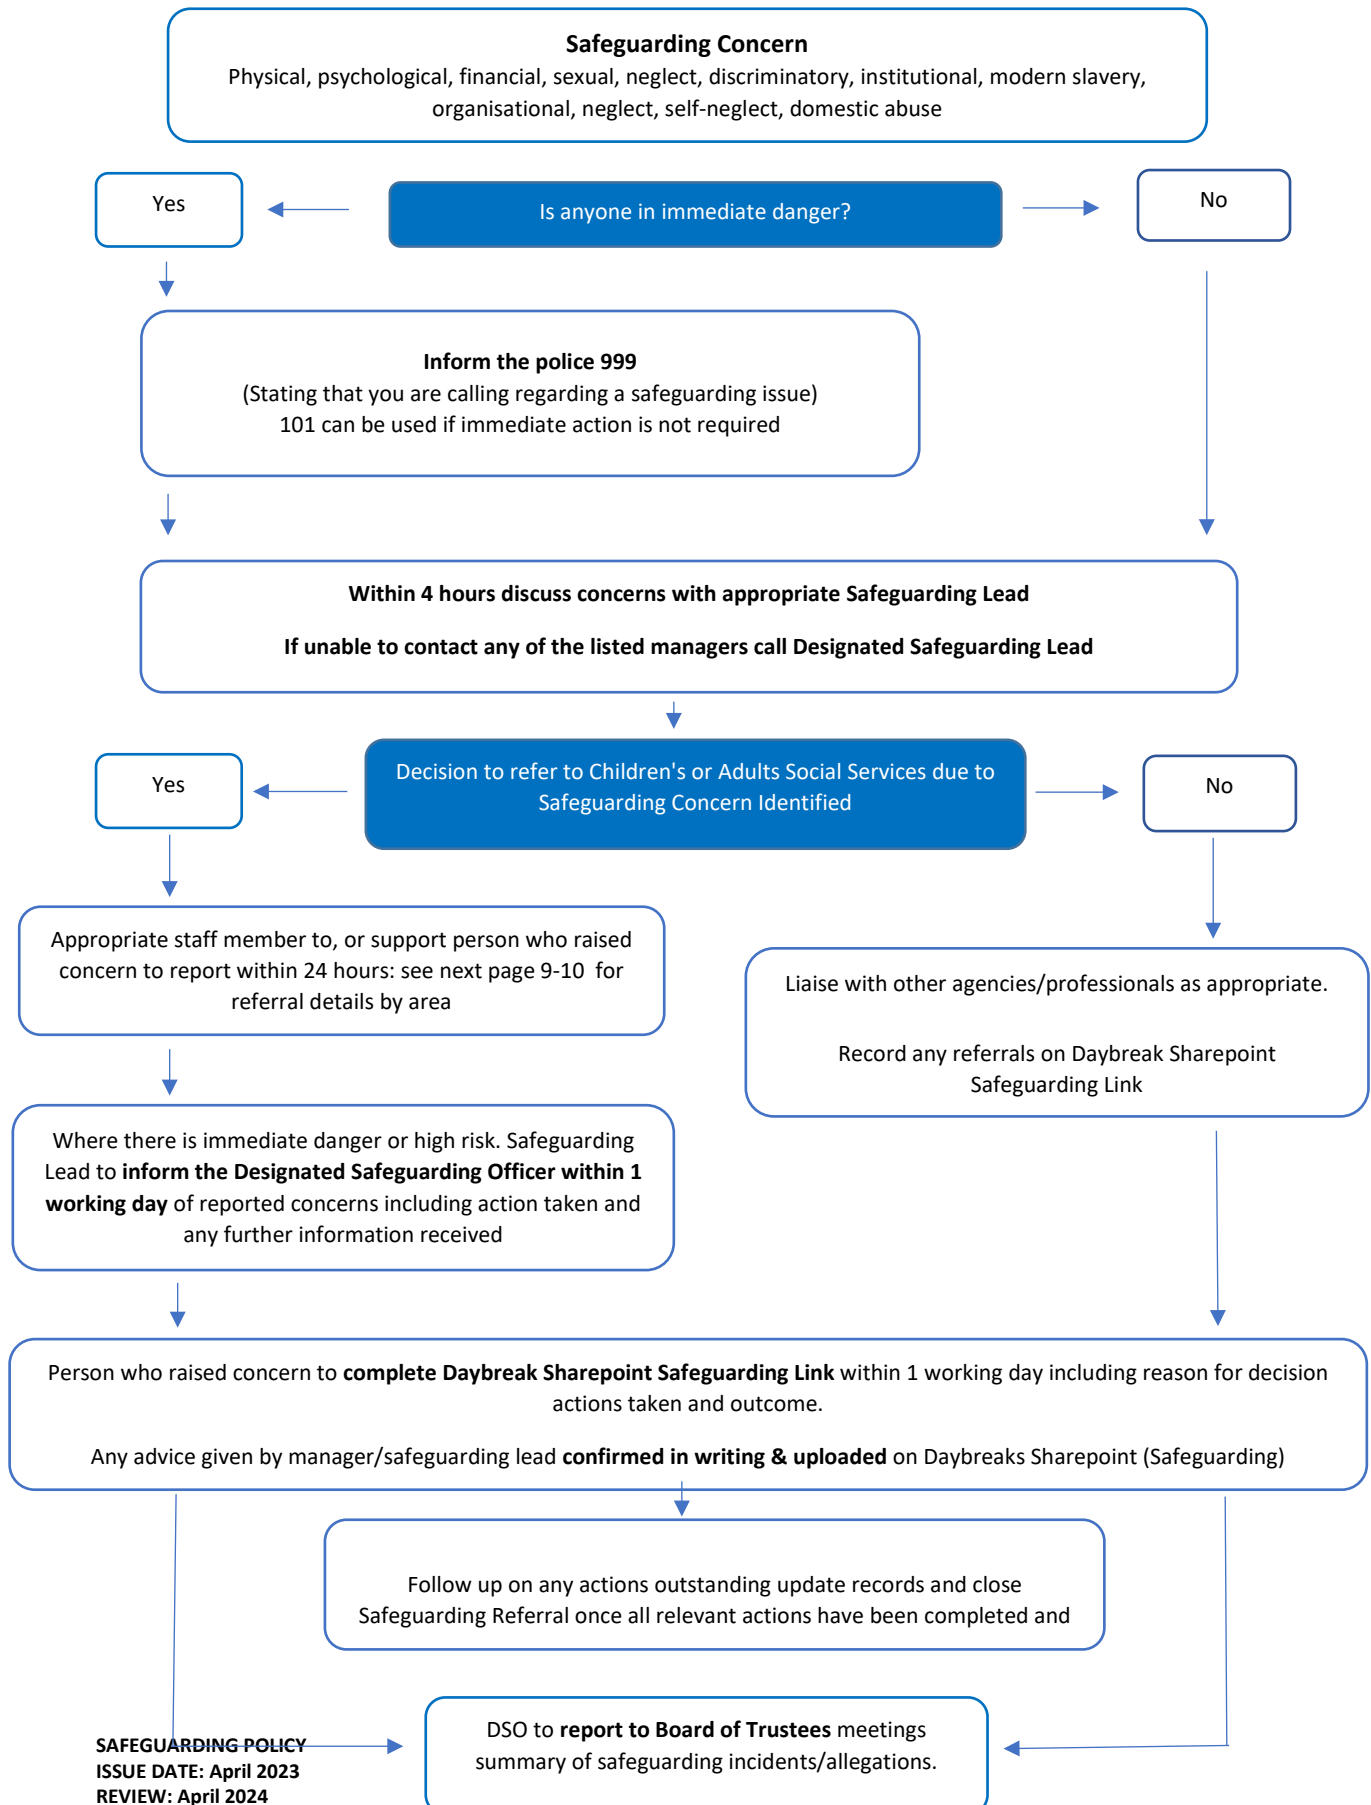 Safeguarding Concern
Physical, psychological, financial, sexual, neglect, discriminatory, institutional, modern slavery,
organisational, neglect, self-neglect, domestic abuse
Yes
Is anyone in immediate danger?
No
Inform the police 999
(Stating that you are calling regarding a safeguarding issue)
101 can be used if immediate action is not required
Within 4 hours discuss concerns with appropriate Safeguarding Lead
If unable to contact any of the listed managers call Designated Safeguarding Lead
Yes
Decision to refer to Children's or Adults Social Services due to
Safeguarding Concern Identified
No
Appropriate staff member to, or support person who raised
concern to report within 24 hours: see next page 9-10 for
referral details by area
Liaise with other agencies/professionals as appropriate.
Record any referrals on Daybreak Sharepoint
Safeguarding Link
Where there is immediate danger or high risk. Safeguarding
Lead to inform the Designated Safeguarding Officer within 1
working day of reported concerns including action taken and
any further information received
Person who raised concern to complete Daybreak Sharepoint Safeguarding Link within 1 working day including reason for decision
actions taken and outcome.
Any advice given by manager/safeguarding lead confirmed in writing & uploaded on Daybreaks Sharepoint (Safeguarding)
Follow up on any actions outstanding update records and close
Safeguarding Referral once all relevant actions have been completed and
DSO to report to Board of Trustees meetings
summary of safeguarding incidents/allegations.
SAFEGUARDING POLICY
ISSUE DATE: April 2023
REVIEW: April 2024